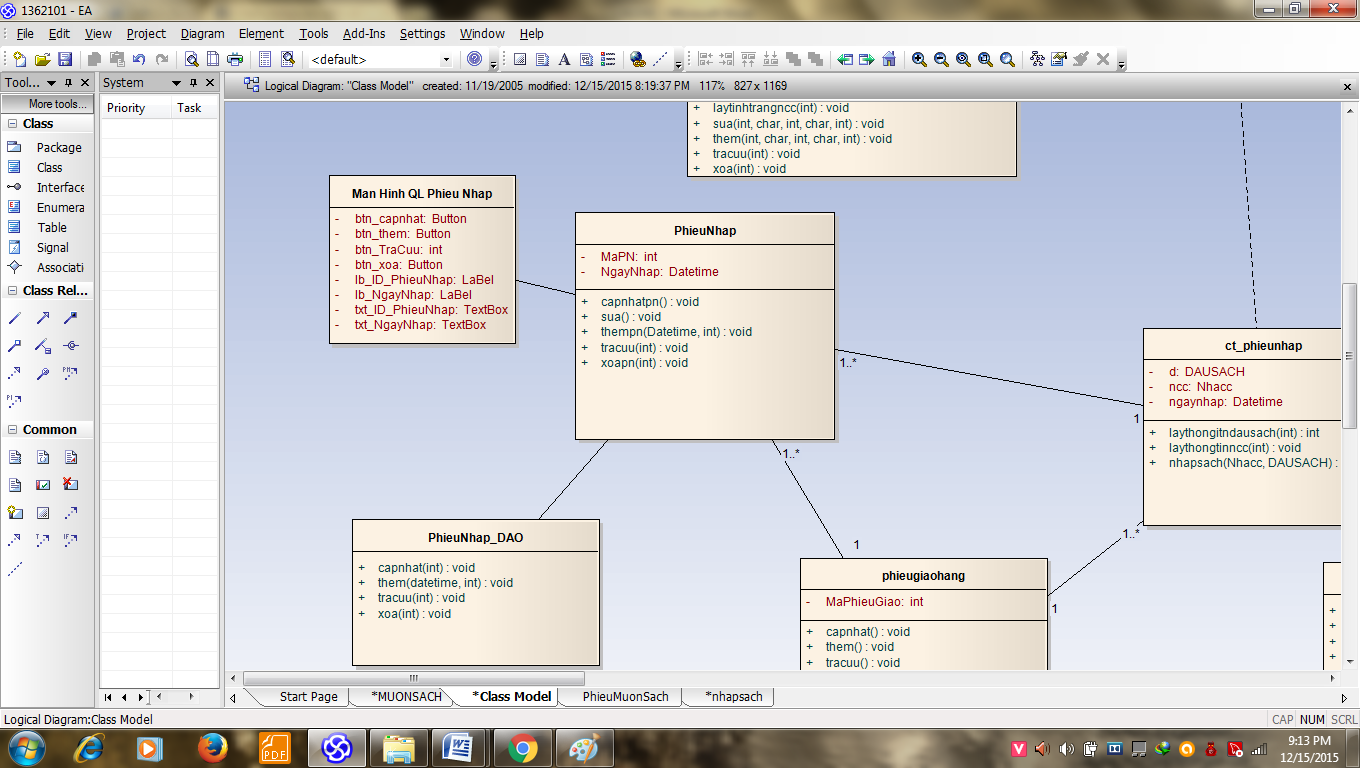 1362101 - EA
File Edit View Project Diagram Element Tools Add-Ins Settings Window Help
<default>
Tool...
More tools...
Class
Package
Class
Interface
Enumera
Table
Signal
Associati
Class Rel...
Common
System
Priority Task
Logical Diagram: "Class Model" created: 11/19/2005 modified: 12/15/2015 8:19:37 PM 117% 827 x 1169
+ laytinhtrangncc(int) : void
+ sua(int, char, int, char, int) : void
+ them(int, char, int, char, int) : void
+ tracuu(int) : void
+ xoa(int) : void
Man Hinh QL Phieu Nhap
- btn_capnhat: Button
- btn_them: Button
- btn_TraCuu: int
- btn_xoa: Button
- lb_ID_PhieuNhap: LaBel
- lb_NgayNhap: LaBel
- txt_ID_PhieuNhap: TextBox
- txt_NgayNhap: TextBox
PhieuNhap
- MaPN: int
- NgayNhap: Datetime
+ capnhatpn() : void
+ sua() : void
+ thempn(Datetime, int) : void
+ tracuu(int) : void
+ xoapn(int) : void
1..*
1
ct_phieunhap
- d: DAUSACH
- ncc: Nhacc
- ngaynhap: Datetime
+ laythongitndausach(int) : int
+ laythongtinncc(int) : void
+ nhapsach(Nhacc, DAUSACH) :
1..*
1
1..*
1
PhieuNhap_DAO
+ capnhat(int) : void
+ them(datetime, int) : void
+ tracuu(int) : void
+ xoa(int) : void
phieugiaohang
- MaPhieuGiao: int
+ capnhat() : void
+ them() : void
+ tracuu() : void
+
+
+
+
Start Page *MUONSACH *Class Model PhieuMuonSach *nhapsach
Logical Diagram:Class Model
CAP NUM SCRL
PDF
9:13 PM
12/15/2015